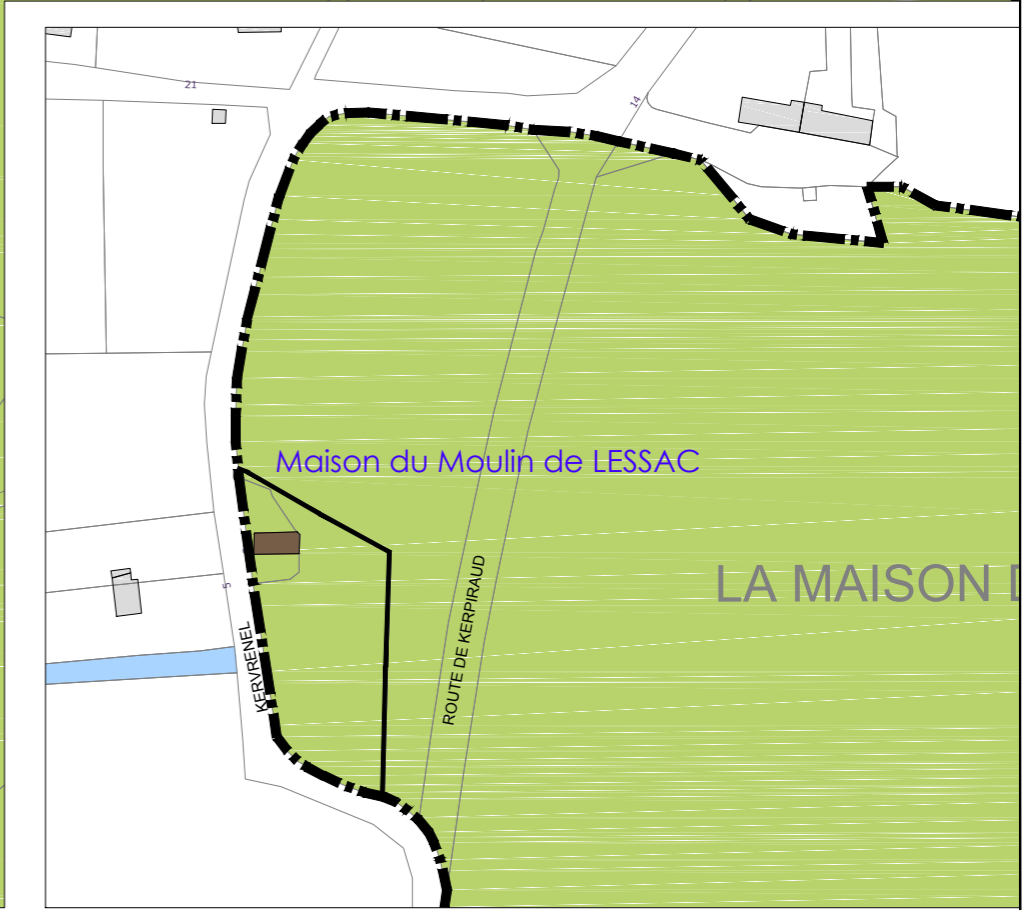 21
14
Maison du Moulin de LESSAC
LA MAISON D
5
KERVRENEL
ROUTE DE KERPIRAUD